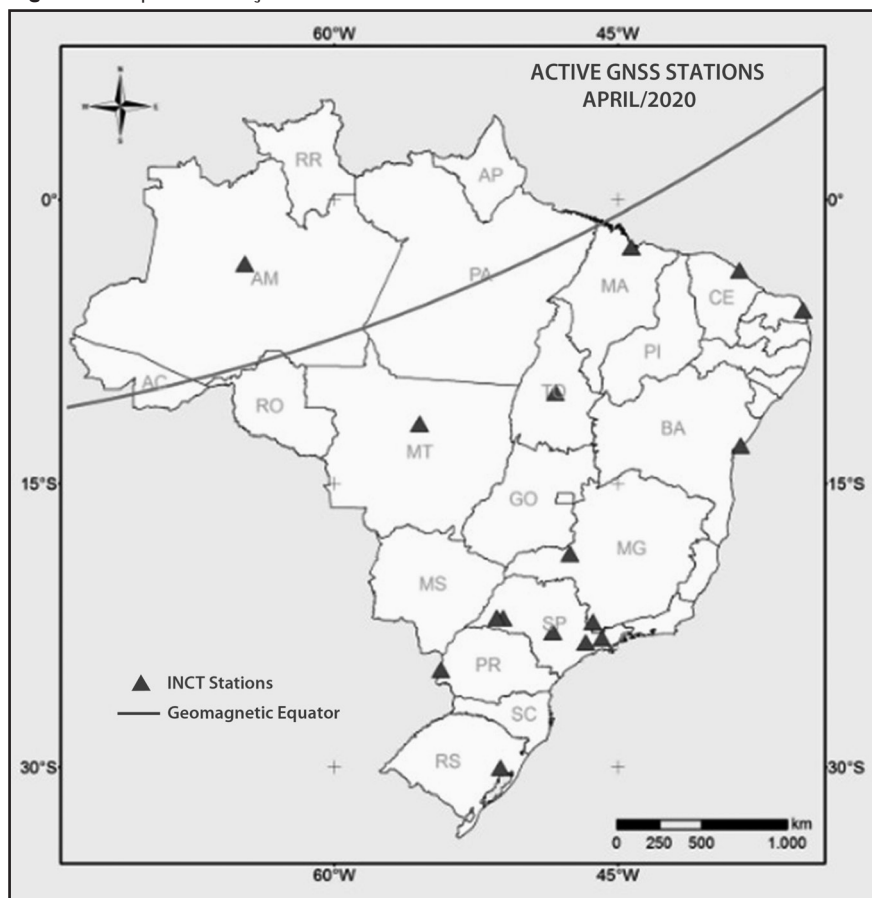 60°W 45°W
ACTIVE GNSS STATIONS
APRIL/2020
RR
AP
0° 0°
AM
PA
MA
CE
PI
AC
TO
RO
BA
MT
15°S 15°S
GO
MG
MS
SP
PR
INCT Stations
Geomagnetic Equator
SC
RS
30°S 30°S
km
0 250 500 1.000
60°W 45°W